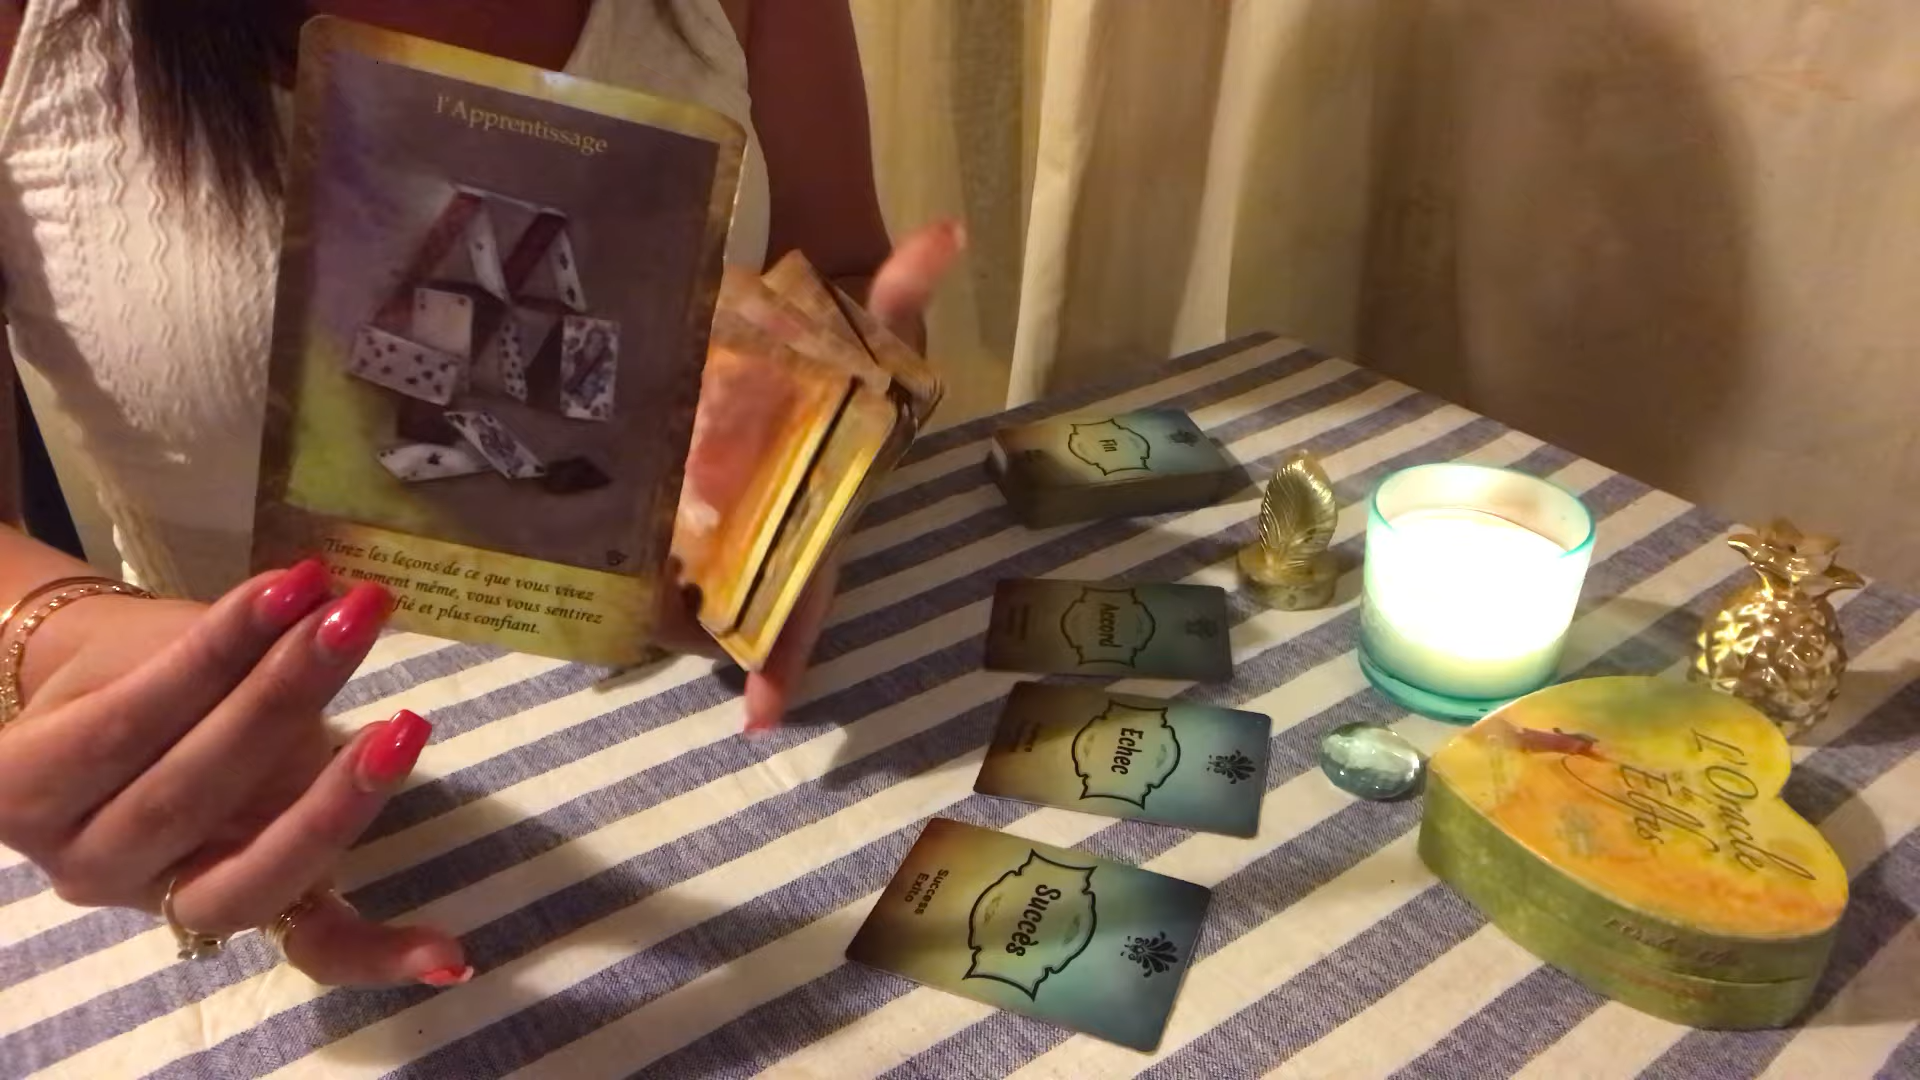 l'Apprentissage
Tirez les leçons de ce que vous vivez
ce moment même, vous vous sentirez
fié et plus confiant.
Fin
Accord
Echec
Succès
Success
Exito
L'Oracle
des
Elfes